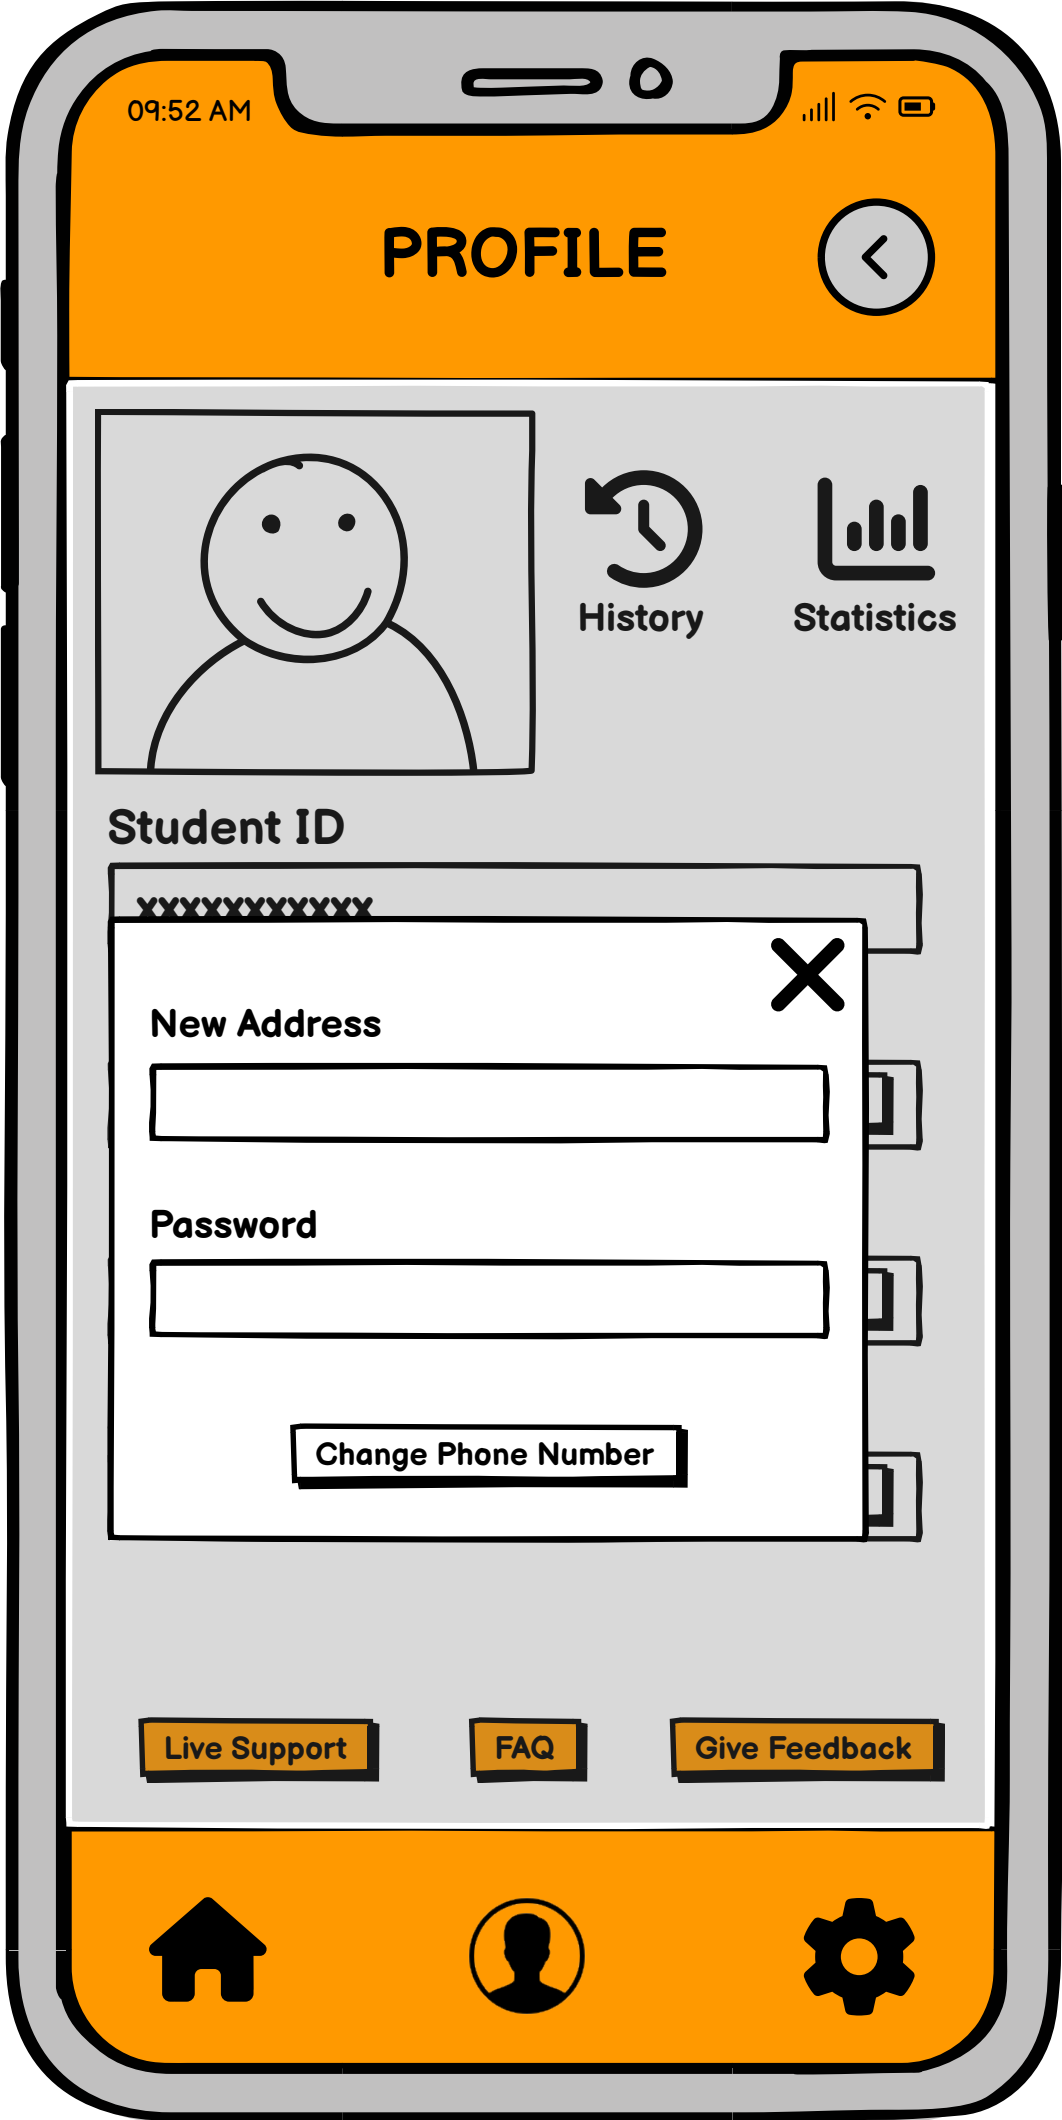 09:52 AM
PROFILE
History
Statistics
Student ID
xxxxxxxxxxx
New Address
Password
Change Phone Number
Live Support
FAQ
Give Feedback